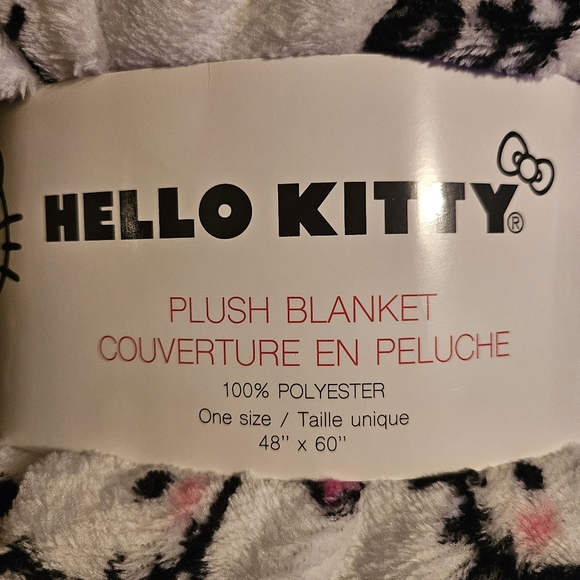 HELLO KITTY®
PLUSH BLANKET
COUVERTURE EN PELUCHE
100% POLYESTER
One size / Taille unique
48" x 60"